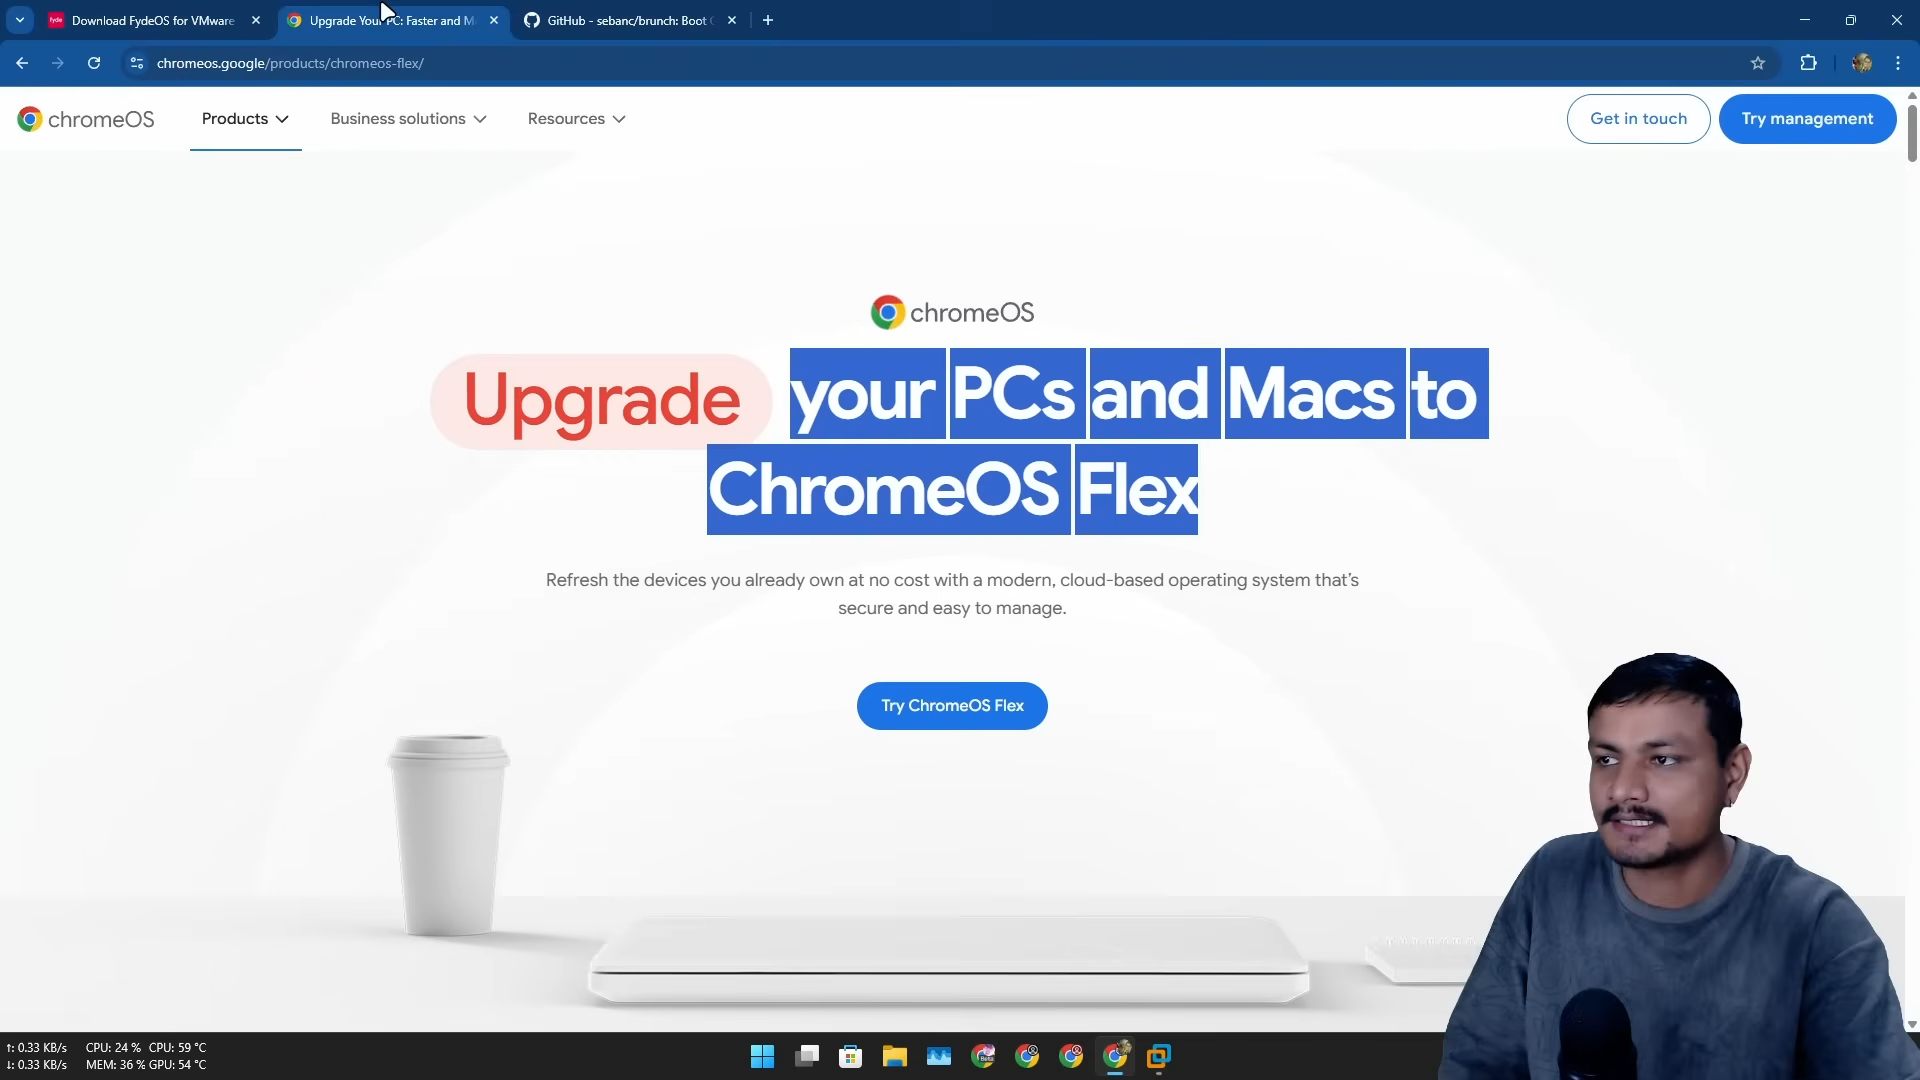 Download FydeOS for VMware
Upgrade Your PC: Faster and M
GitHub - sebanc/brunch: Boot
chromeos.google/products/chromeos-flex/
chromeOS
Products
Business solutions
Resources
Get in touch
Try management
chromeOS
Upgrade your PCs and Macs to
ChromeOS Flex
Refresh the devices you already own at no cost with a modern, cloud-based operating system that's
secure and easy to manage.
Try ChromeOS Flex
↑: 0.33 KB/s CPU: 24 % CPU: 59 °C
↓: 0.33 KB/s MEM: 36 % GPU: 54 °C